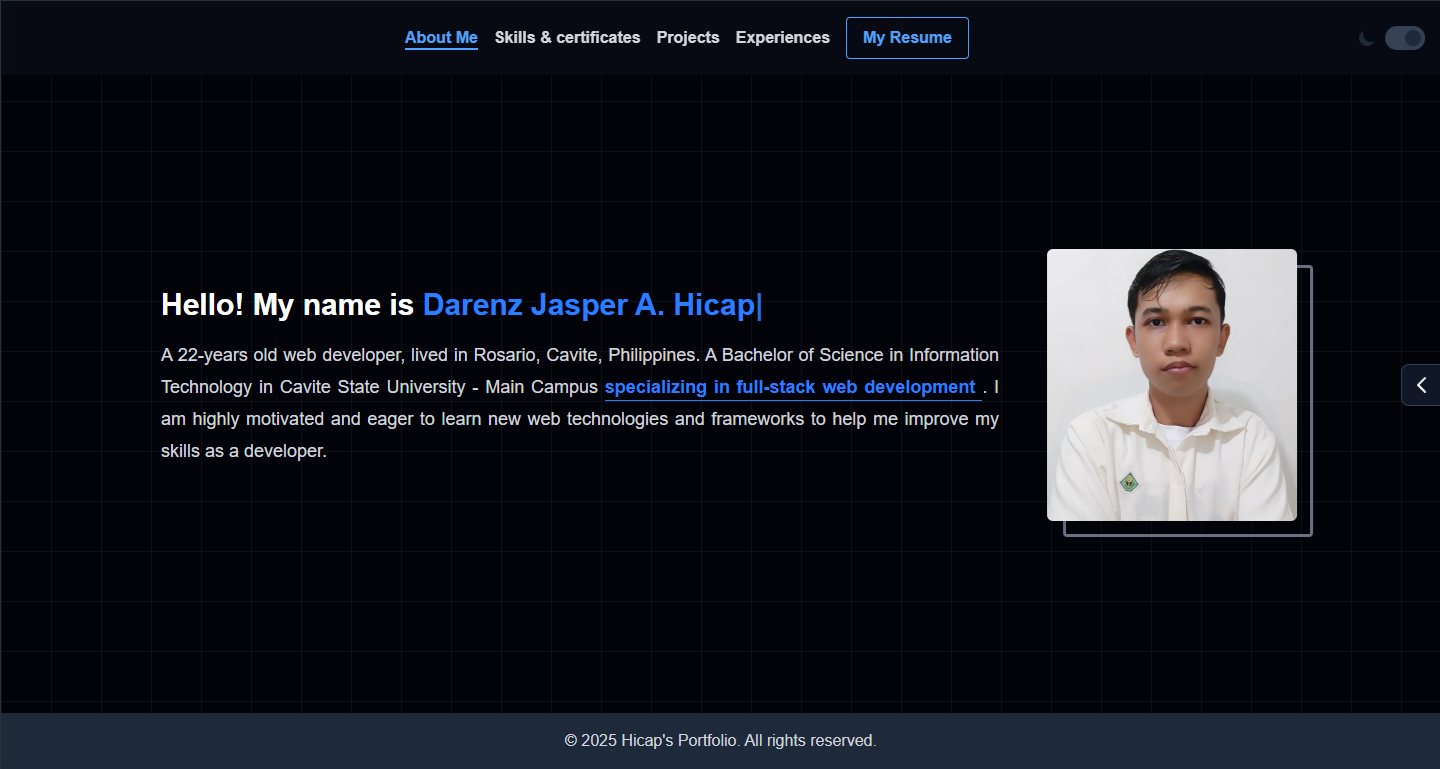 About Me Skills & certificates Projects Experiences My Resume
Hello! My name is Darenz Jasper A. Hicap|
A 22-years old web developer, lived in Rosario, Cavite, Philippines. A Bachelor of Science in Information
Technology in Cavite State University - Main Campus specializing in full-stack web development . I
am highly motivated and eager to learn new web technologies and frameworks to help me improve my
skills as a developer.
© 2025 Hicap's Portfolio. All rights reserved.